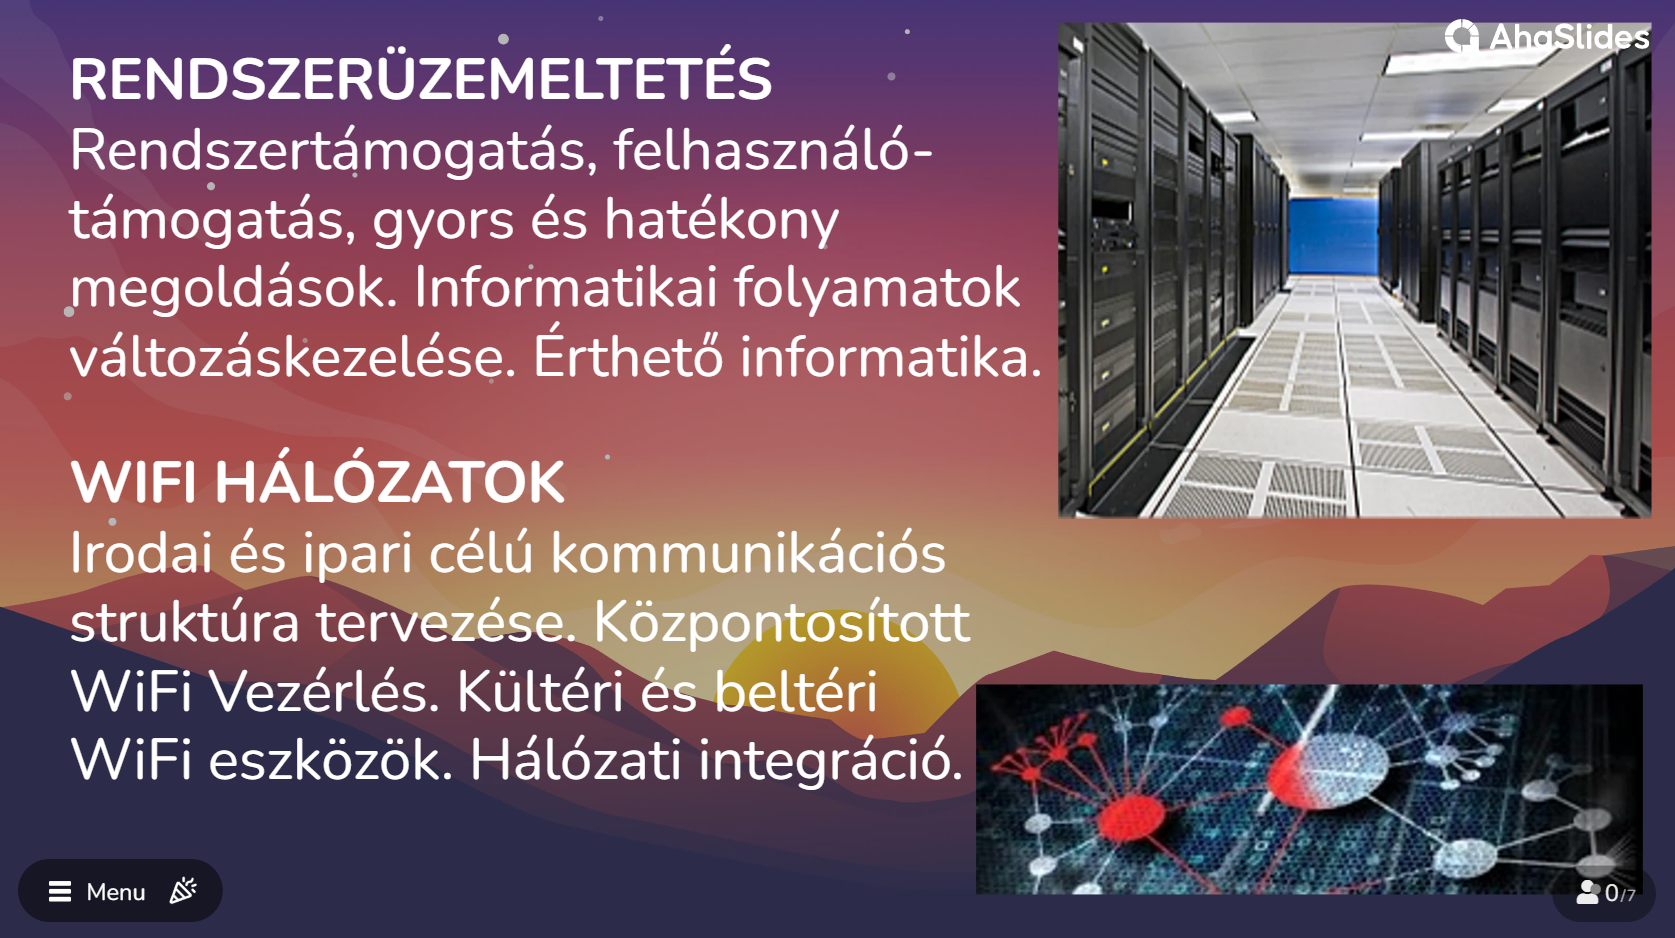 AhaSlides
RENDSZERÜZEMELTETÉS
Rendszertámogatás, felhasználó-
támogatás, gyors és hatékony
megoldások. Informatikai folyamatok
változáskezelése. Érthető informatika.
WIFI HÁLÓZATOK
Irodai és ipari célú kommunikációs
struktúra tervezése. Központosított
WiFi Vezérlés. Kültéri és beltéri
WiFi eszközök. Hálózati integráció.
Menu
0/7